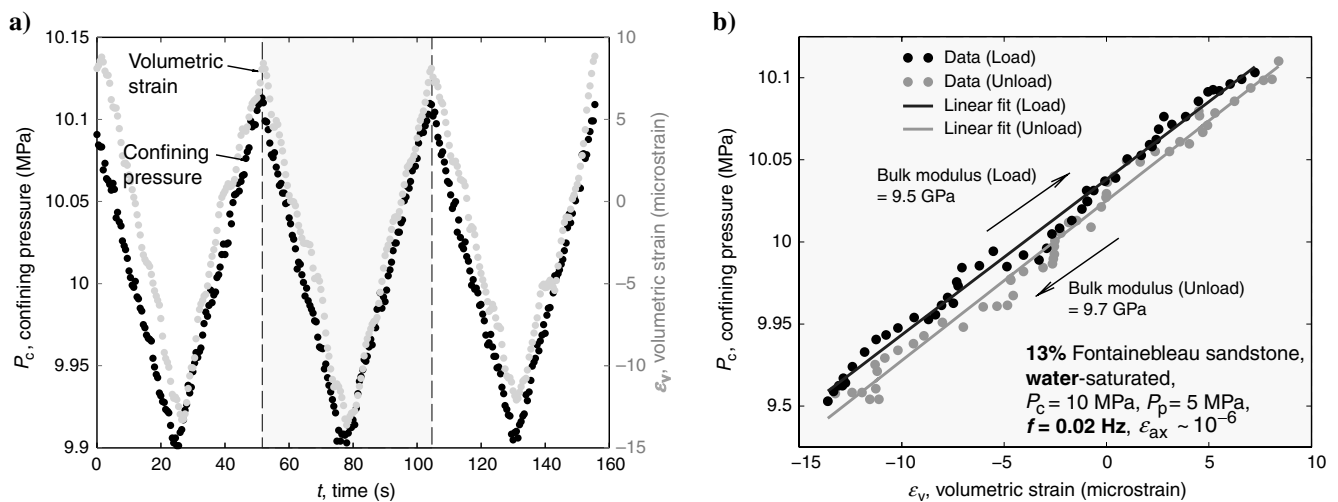 a)
10.15
10.1
10.05
10
9.95
9.9
P_c, confining pressure (MPa)
0 20 40 60 80 100 120 140 160
t, time (s)
10
5
0
−5
−10
−15
ε_v, volumetric strain (microstrain)
Volumetric
strain
Confining
pressure
b)
10.1
10.05
10
9.95
9.5
P_c, confining pressure (MPa)
−15 −10 −5 0 5 10
ε_v, volumetric strain (microstrain)
Data (Load)
Data (Unload)
Linear fit (Load)
Linear fit (Unload)
Bulk modulus (Load)
= 9.5 GPa
Bulk modulus (Unload)
= 9.7 GPa
13% Fontainebleau sandstone,
water-saturated,
P_c = 10 MPa, P_p = 5 MPa,
f = 0.02 Hz, ε_ax ~10⁻⁶